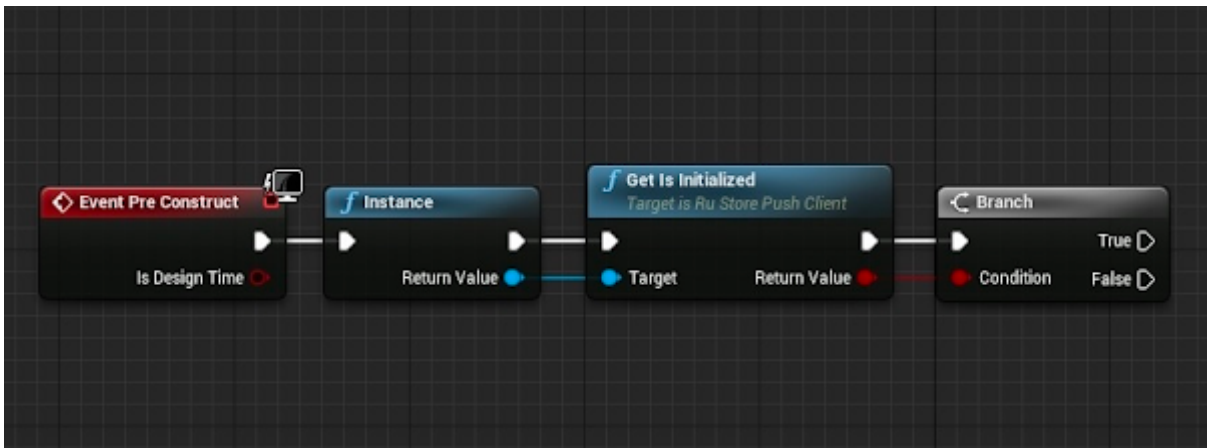 Event Pre Construct
Is Design Time
f Instance
Return Value
f Get Is Initialized
Target is Ru Store Push Client
Target Return Value
Branch
True
Condition False